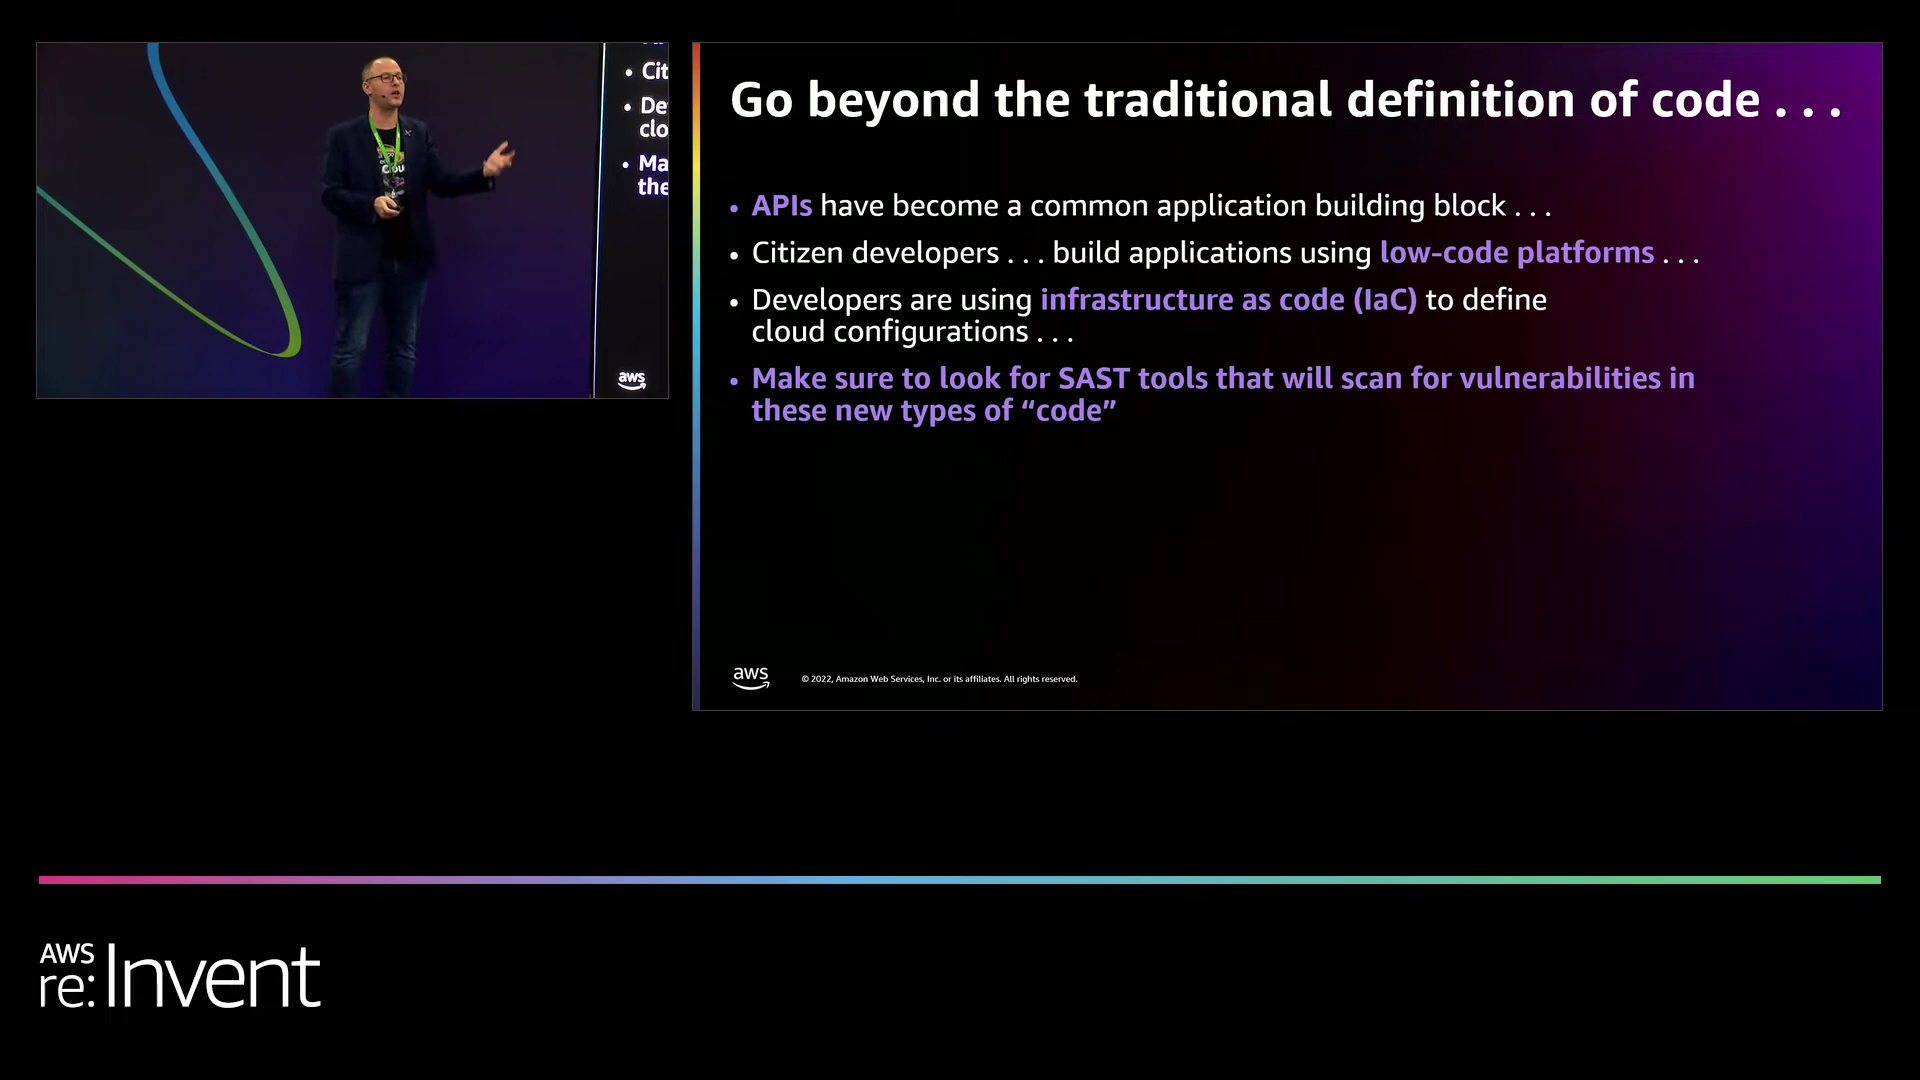 • Cit
• De
clo
• Ma
the
aws
Go beyond the traditional definition of code . . .
• APIs have become a common application building block . . .
• Citizen developers . . . build applications using low-code platforms . . .
• Developers are using infrastructure as code (IaC) to define
cloud configurations . . .
• Make sure to look for SAST tools that will scan for vulnerabilities in
these new types of “code”
aws
© 2022, Amazon Web Services, Inc. or its affiliates. All rights reserved.
AWS
re:Invent